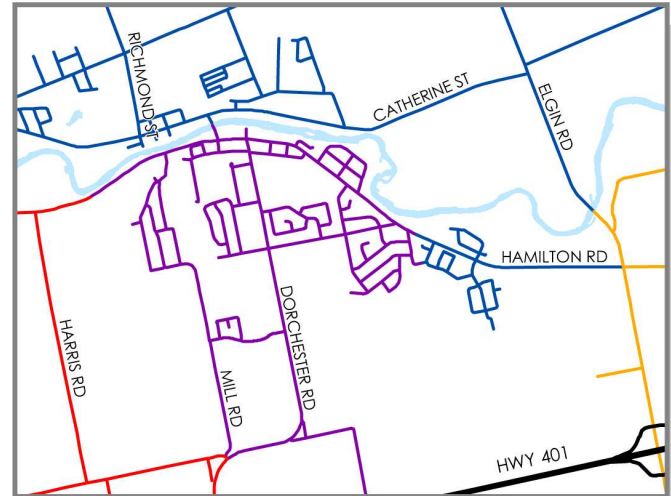 RICHMOND ST
CATHERINE ST
ELGIN RD
HAMILTON RD
HARRIS RD
MILL RD
DORCHESTER RD
HWY 401